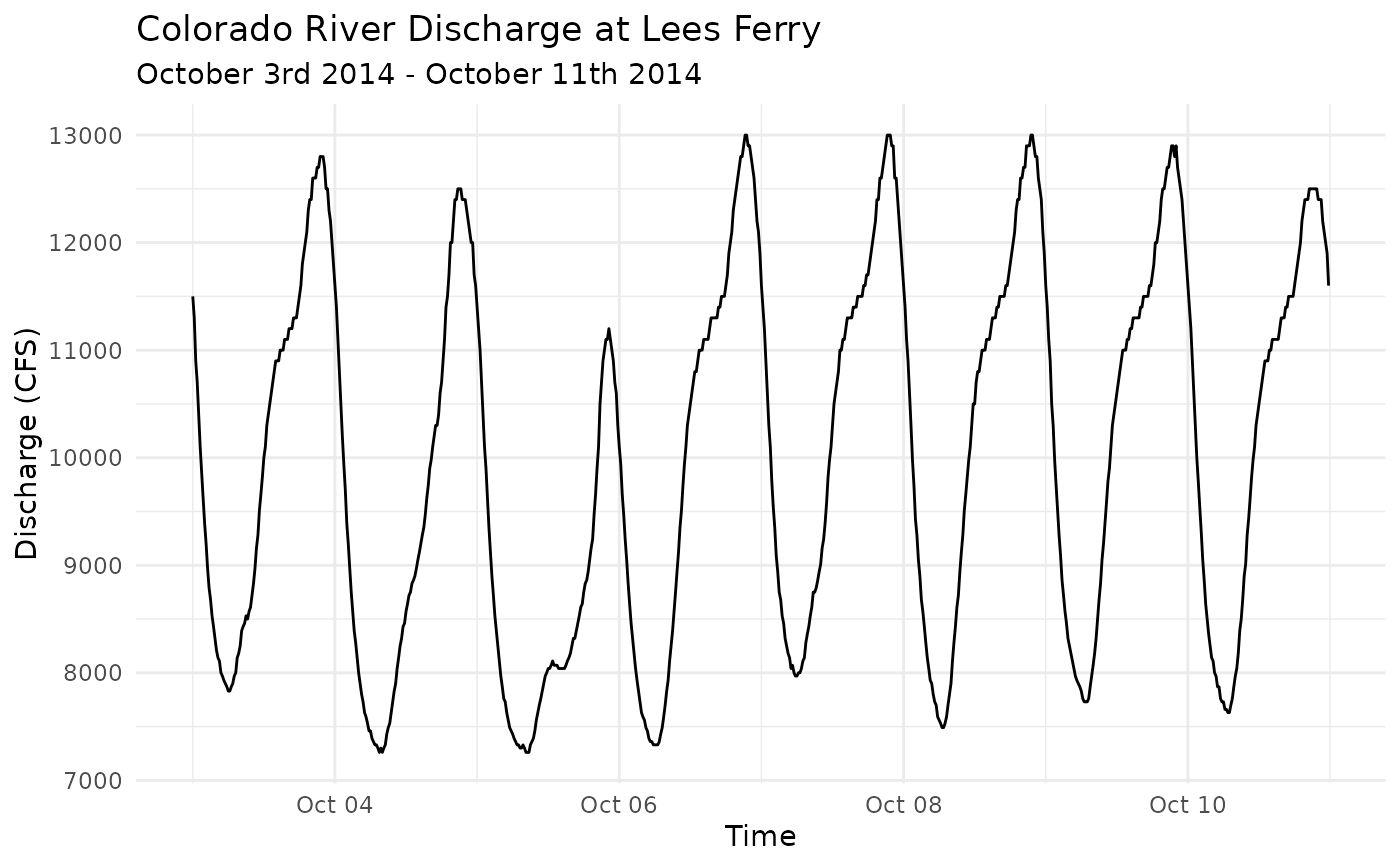 Colorado River Discharge at Lees Ferry
October 3rd 2014 - October 11th 2014
Discharge (CFS)
13000
12000
11000
10000
9000
8000
7000
Oct 04 Oct 06 Oct 08 Oct 10
Time